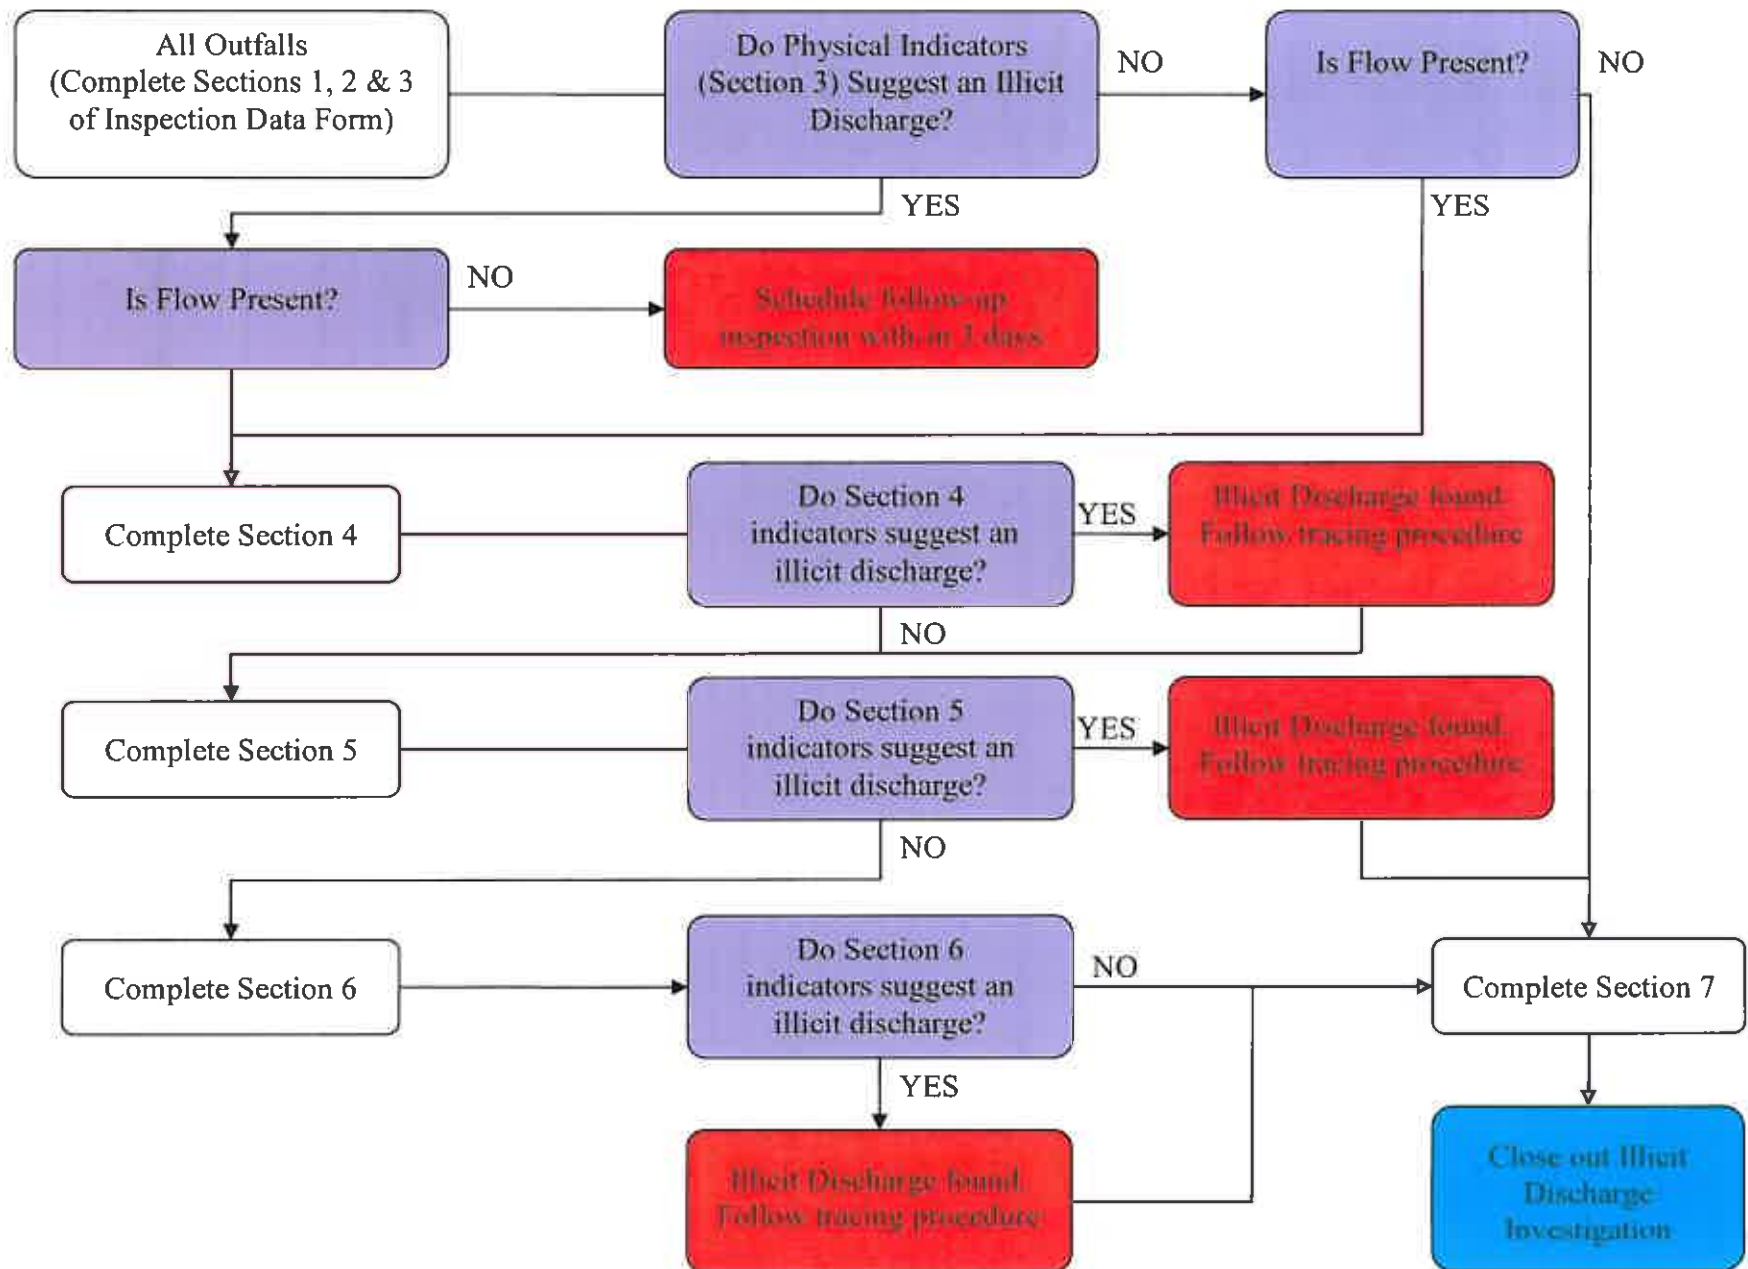 All Outfalls
(Complete Sections 1, 2 & 3
of Inspection Data Form)
Do Physical Indicators
(Section 3) Suggest an Illicit
Discharge?
NO
Is Flow Present?
NO
YES
YES
Is Flow Present?
NO
Schedule follow-up
inspection with-in days
Complete Section 4
Do Section 4
indicators suggest an
illicit discharge?
YES
Illicit Discharge found.
Follow tracing procedure
NO
Complete Section 5
Do Section 5
indicators suggest an
illicit discharge?
YES
Illicit Discharge found.
Follow tracing procedure
NO
Complete Section 6
Do Section 6
indicators suggest an
illicit discharge?
NO
Complete Section 7
YES
Illicit Discharge found.
Follow tracing procedure
Close out Illicit
Discharge
Investigation